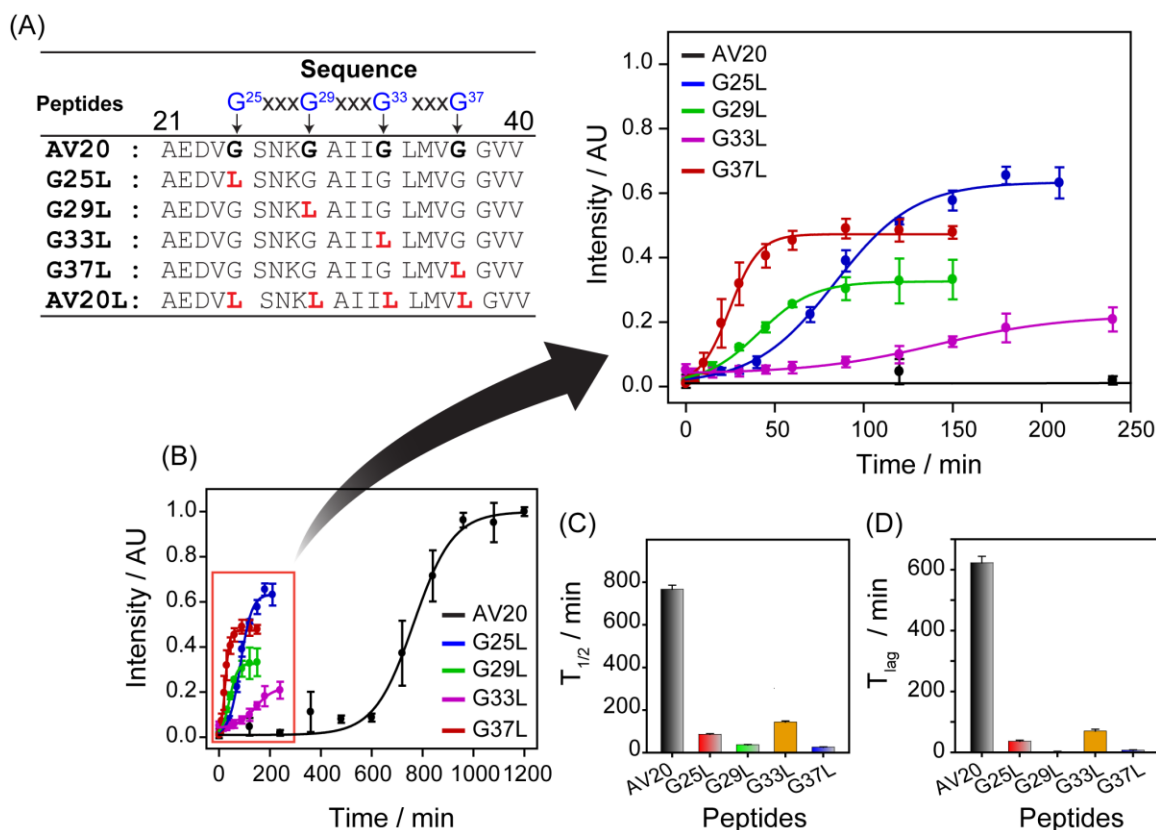 (A)
Sequence
Peptides G²⁵xxxG²⁹xxxG³³ xxxG³⁷
21 40
AV20 : AEDVG SNKG AIIG LMVG GVV
G25L : AEDVL SNKG AIIG LMVG GVV
G29L : AEDVG SNKL AIIG LMVG GVV
G33L : AEDVG SNKG AIIL LMVG GVV
G37L : AEDVG SNKG AIIG LMVL GVV
AV20L : AEDVL SNKL AIIL LMVL GVV
Intensity / AU
1.0
0.8
0.6
0.4
0.2
0.0
AV20
G25L
G29L
G33L
G37L
0 50 100 150 200 250
Time / min
(B)
Intensity / AU
1.0
0.8
0.6
0.4
0.2
0.0
AV20
G25L
G29L
G33L
G37L
0 200 400 600 800 1000 1200
Time / min
(C)
T1/2 / min
800
600
400
200
0
AV20 G25L G29L G33L G37L
Peptides
(D)
Tlag / min
600
400
200
0
AV20 G25L G29L G33L G37L
Peptides